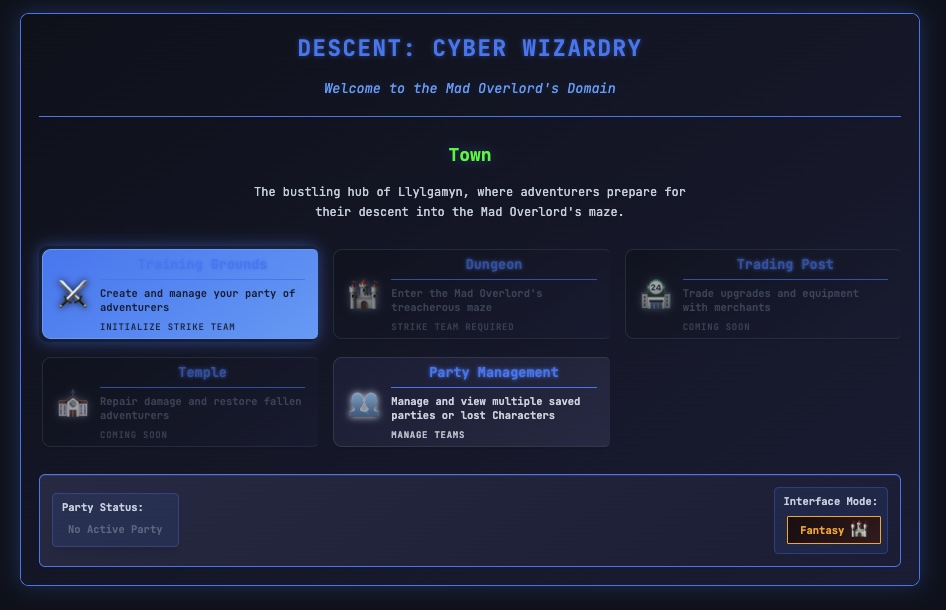 DESCENT: CYBER WIZARDRY
Welcome to the Mad Overlord's Domain
Town
The bustling hub of Llylgamyn, where adventurers prepare for
their descent into the Mad Overlord's maze.
Training Grounds
Create and manage your party of
adventurers
INITIALIZE STRIKE TEAM
Dungeon
Enter the Mad Overlord's
treacherous maze
STRIKE TEAM REQUIRED
Trading Post
24
Trade upgrades and equipment
with merchants
COMING SOON
Temple
Repair damage and restore fallen
adventurers
COMING SOON
Party Management
Manage and view multiple saved
parties or lost Characters
MANAGE TEAMS
Party Status:
No Active Party
Interface Mode:
Fantasy